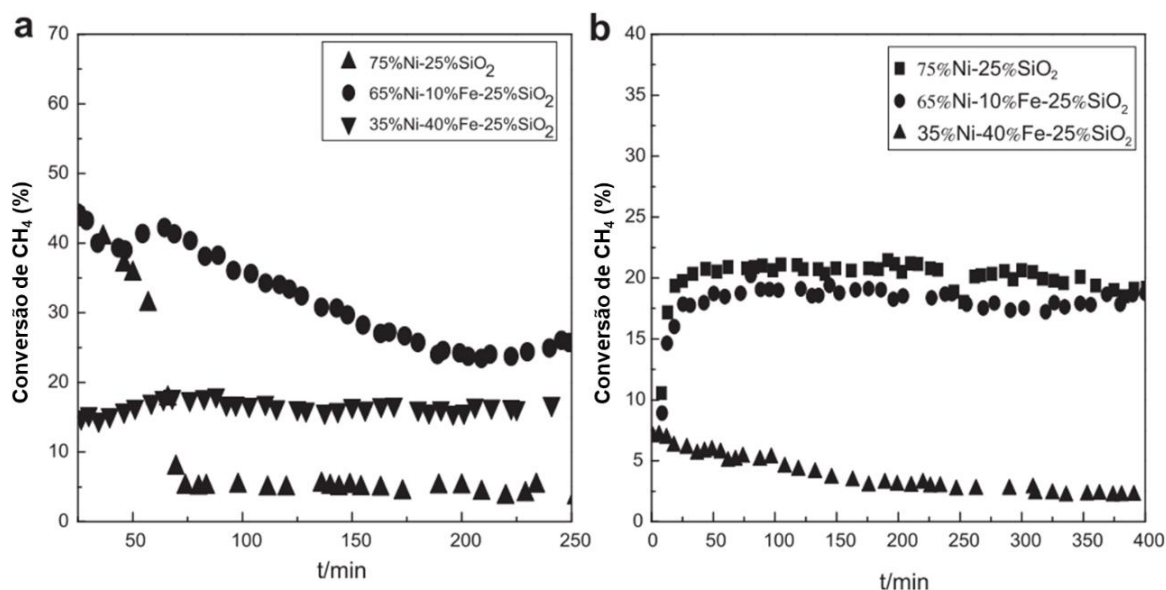 a
Conversão de CH₄ (%)
70
60
50
40
30
20
10
0
50
100
150
200
250
t/min
75%Ni-25%SiO₂
65%Ni-10%Fe-25%SiO₂
35%Ni-40%Fe-25%SiO₂
b
Conversão de CH₄ (%)
40
35
30
25
20
15
10
5
0
0
50
100
150
200
250
300
350
400
t/min
75%Ni-25%SiO₂
65%Ni-10%Fe-25%SiO₂
35%Ni-40%Fe-25%SiO₂